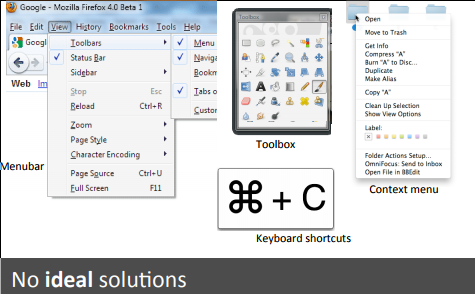 Google - Mozilla Firefox 4.0 Beta 1
File Edit View History Bookmarks Tools Help
Toolbars
Menu
Status Bar
Naviga
Sidebar
Bookm
Stop Esc
Tabs o
Reload Ctrl+R
Custo
Zoom
Page Style
Character Encoding
Page Source Ctrl+U
Full Screen F11
Goog
Web Im
Menubar
Toolbox
Toolbox
⌘ + C
Keyboard shortcuts
Open
Move to Trash
Get Info
Compress "A"
Burn "A" to Disc...
Duplicate
Make Alias
Copy "A"
Clean Up Selection
Show View Options
Label:
Folder Actions Setup...
OmniFocus: Send to Inbox
Open File in BBEdit
Context menu
No ideal solutions